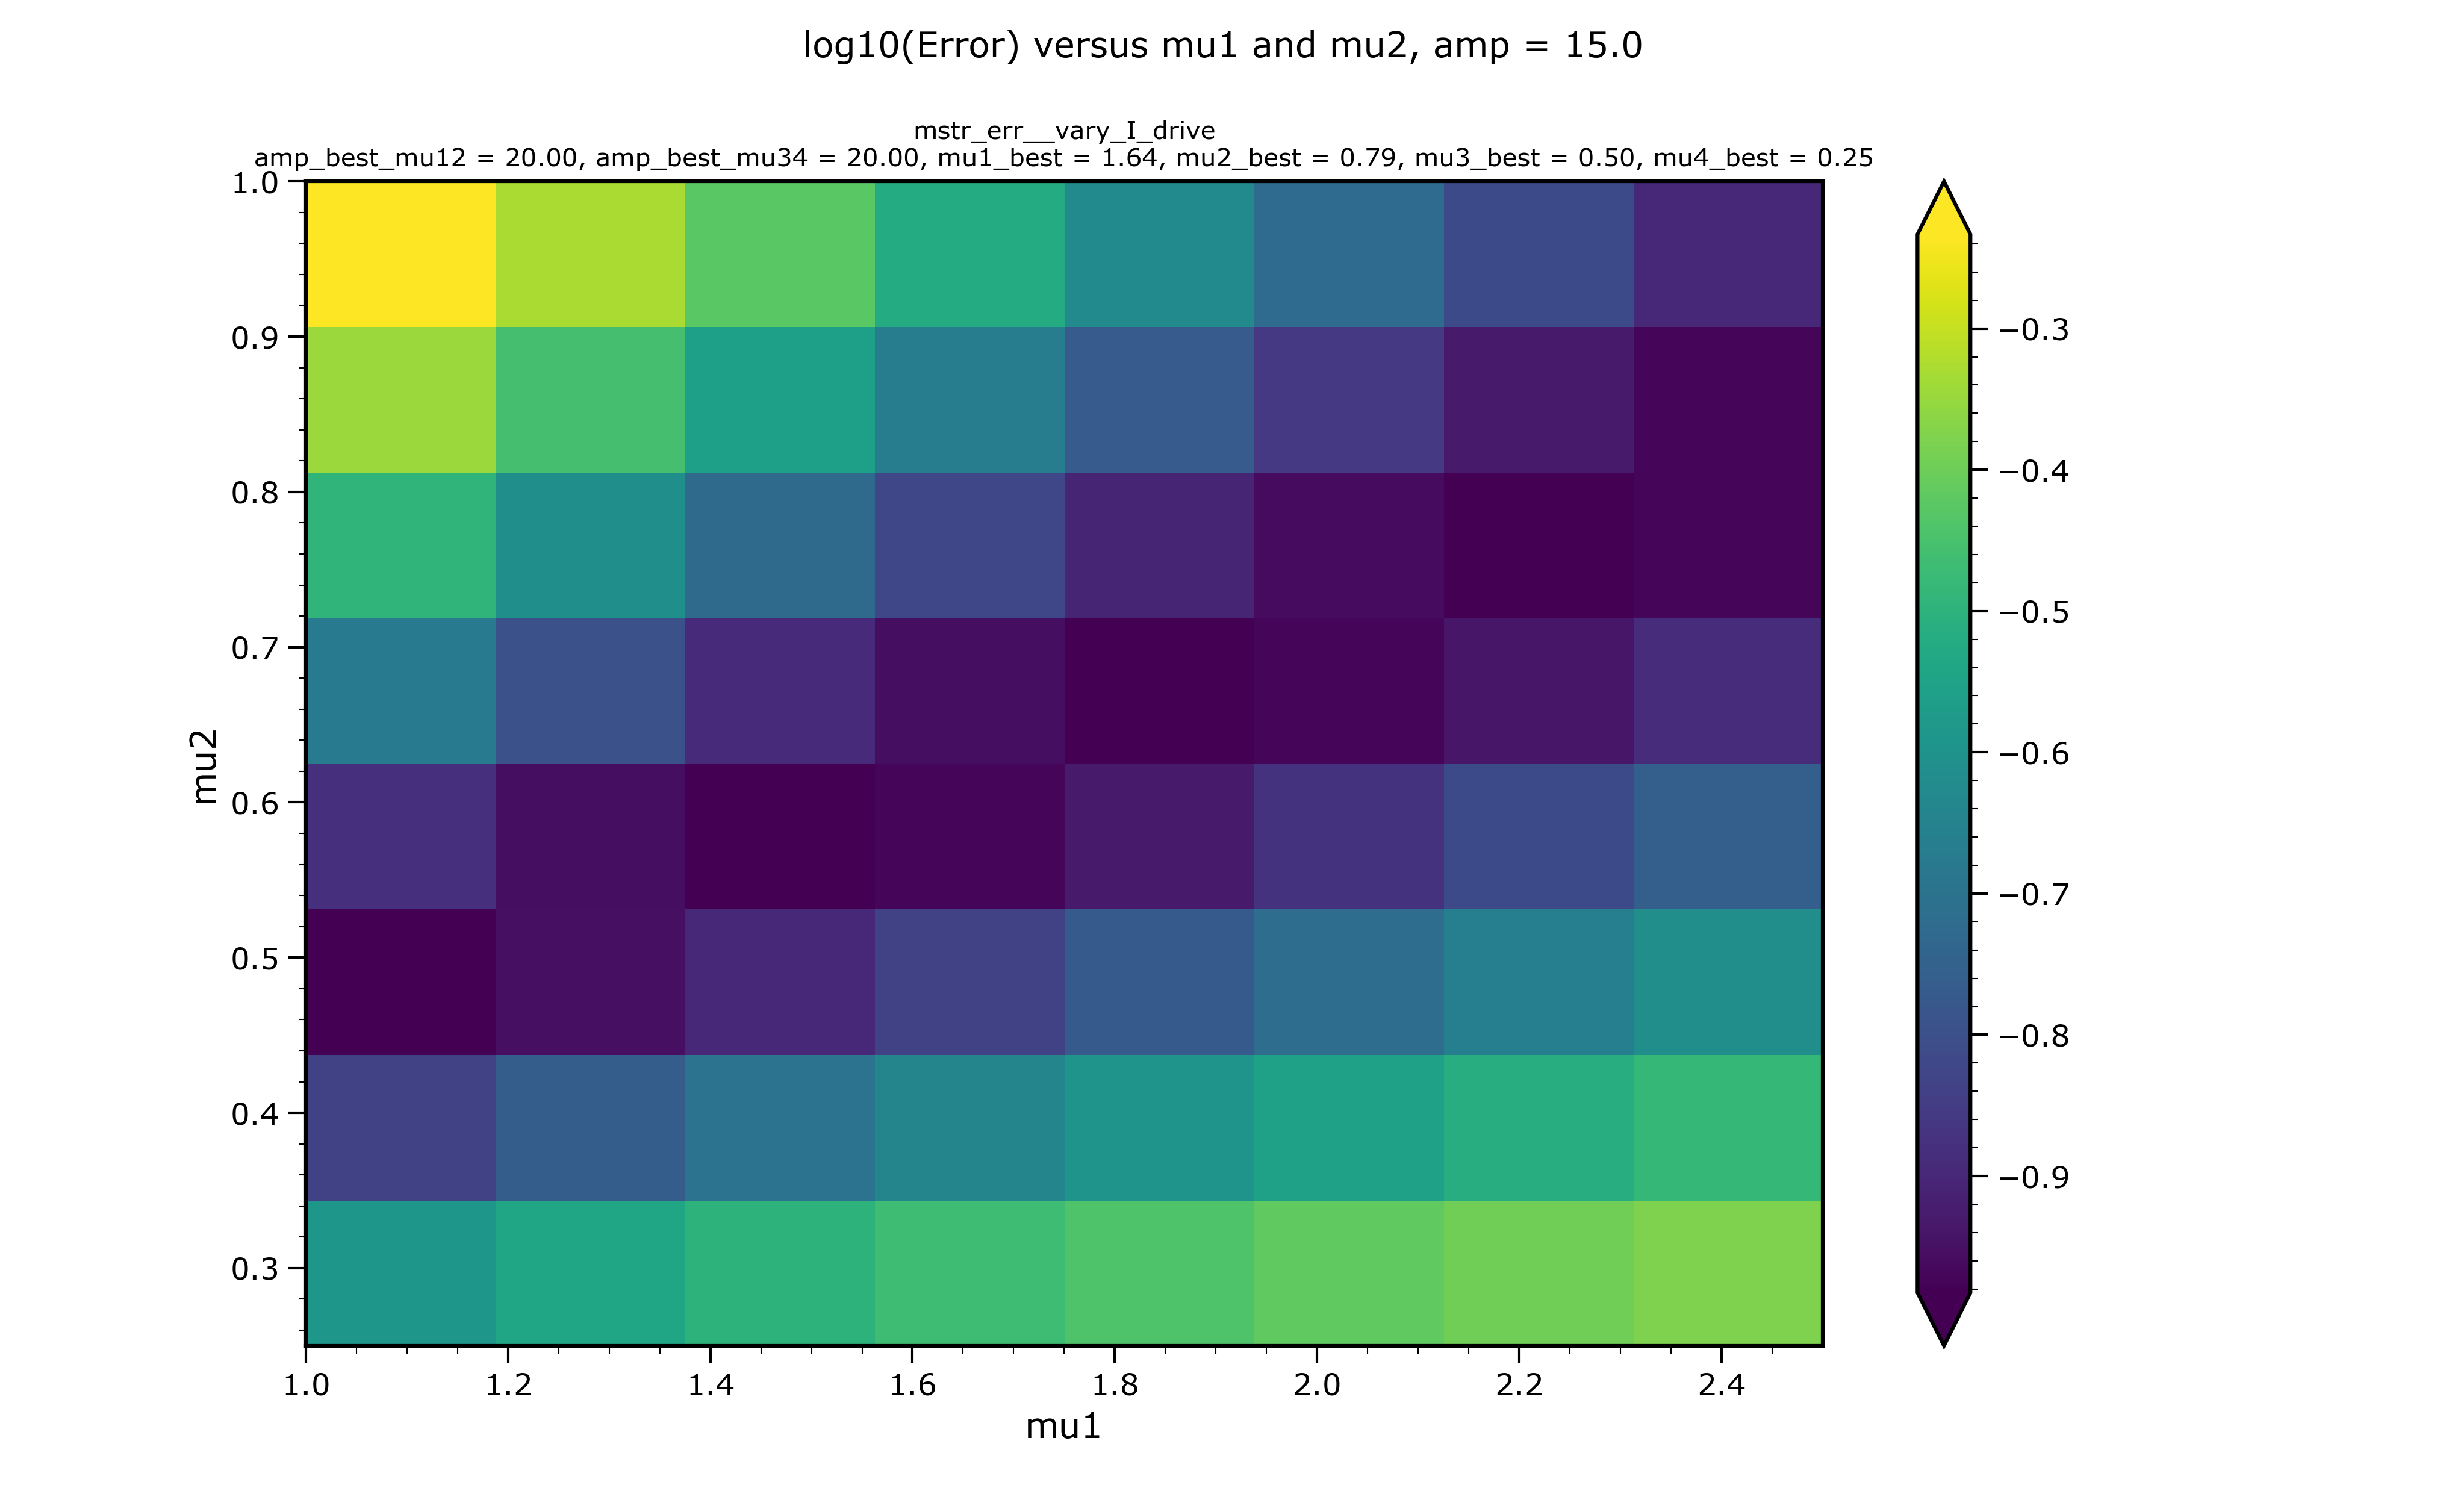 log10(Error) versus mu1 and mu2, amp = 15.0
mstr_err__vary_I_drive
amp_best_mu12 = 20.00, amp_best_mu34 = 20.00, mu1_best = 1.64, mu2_best = 0.79, mu3_best = 0.50, mu4_best = 0.25
1.0
0.9
0.8
0.7
0.6
0.5
0.4
0.3
mu2
1.0 1.2 1.4 1.6 1.8 2.0 2.2 2.4
mu1
−0.3
−0.4
−0.5
−0.6
−0.7
−0.8
−0.9